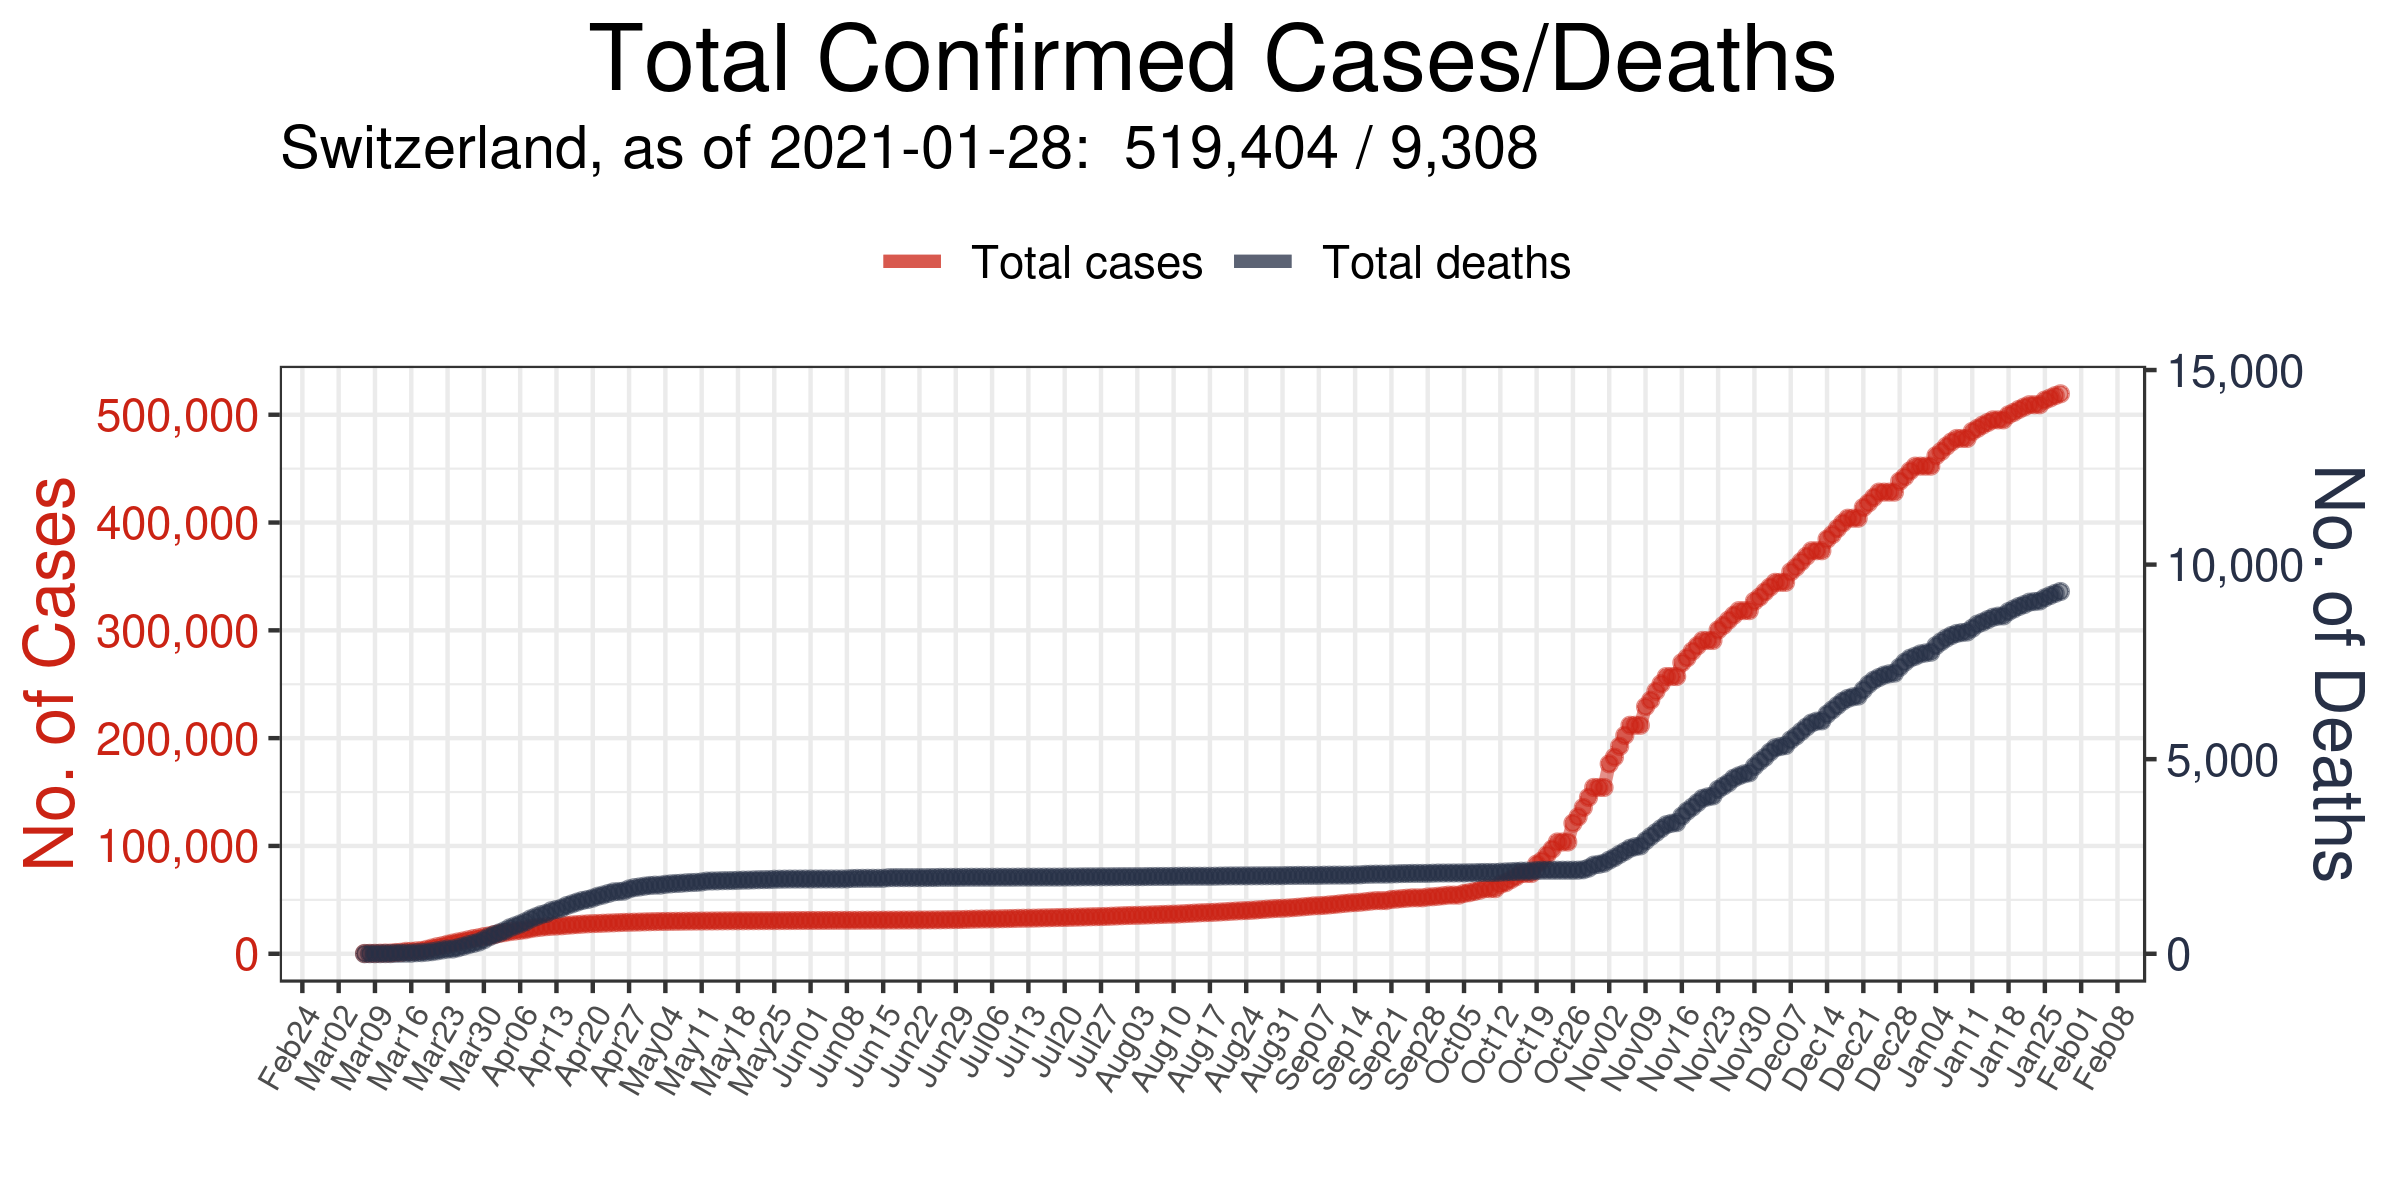 Total Confirmed Cases/Deaths
Switzerland, as of 2021-01-28:  519,404 / 9,308
Total cases
Total deaths
No. of Cases
500,000
400,000
300,000
200,000
100,000
0
15,000
10,000
5,000
0
No. of Deaths
Feb24
Mar02
Mar09
Mar16
Mar23
Mar30
Apr06
Apr13
Apr20
Apr27
May04
May11
May18
May25
Jun01
Jun08
Jun15
Jun22
Jun29
Jul06
Jul13
Jul20
Jul27
Aug03
Aug10
Aug17
Aug24
Aug31
Sep07
Sep14
Sep21
Sep28
Oct05
Oct12
Oct19
Oct26
Nov02
Nov09
Nov16
Nov23
Nov30
Dec07
Dec14
Dec21
Dec28
Jan04
Jan11
Jan18
Jan25
Feb01
Feb08